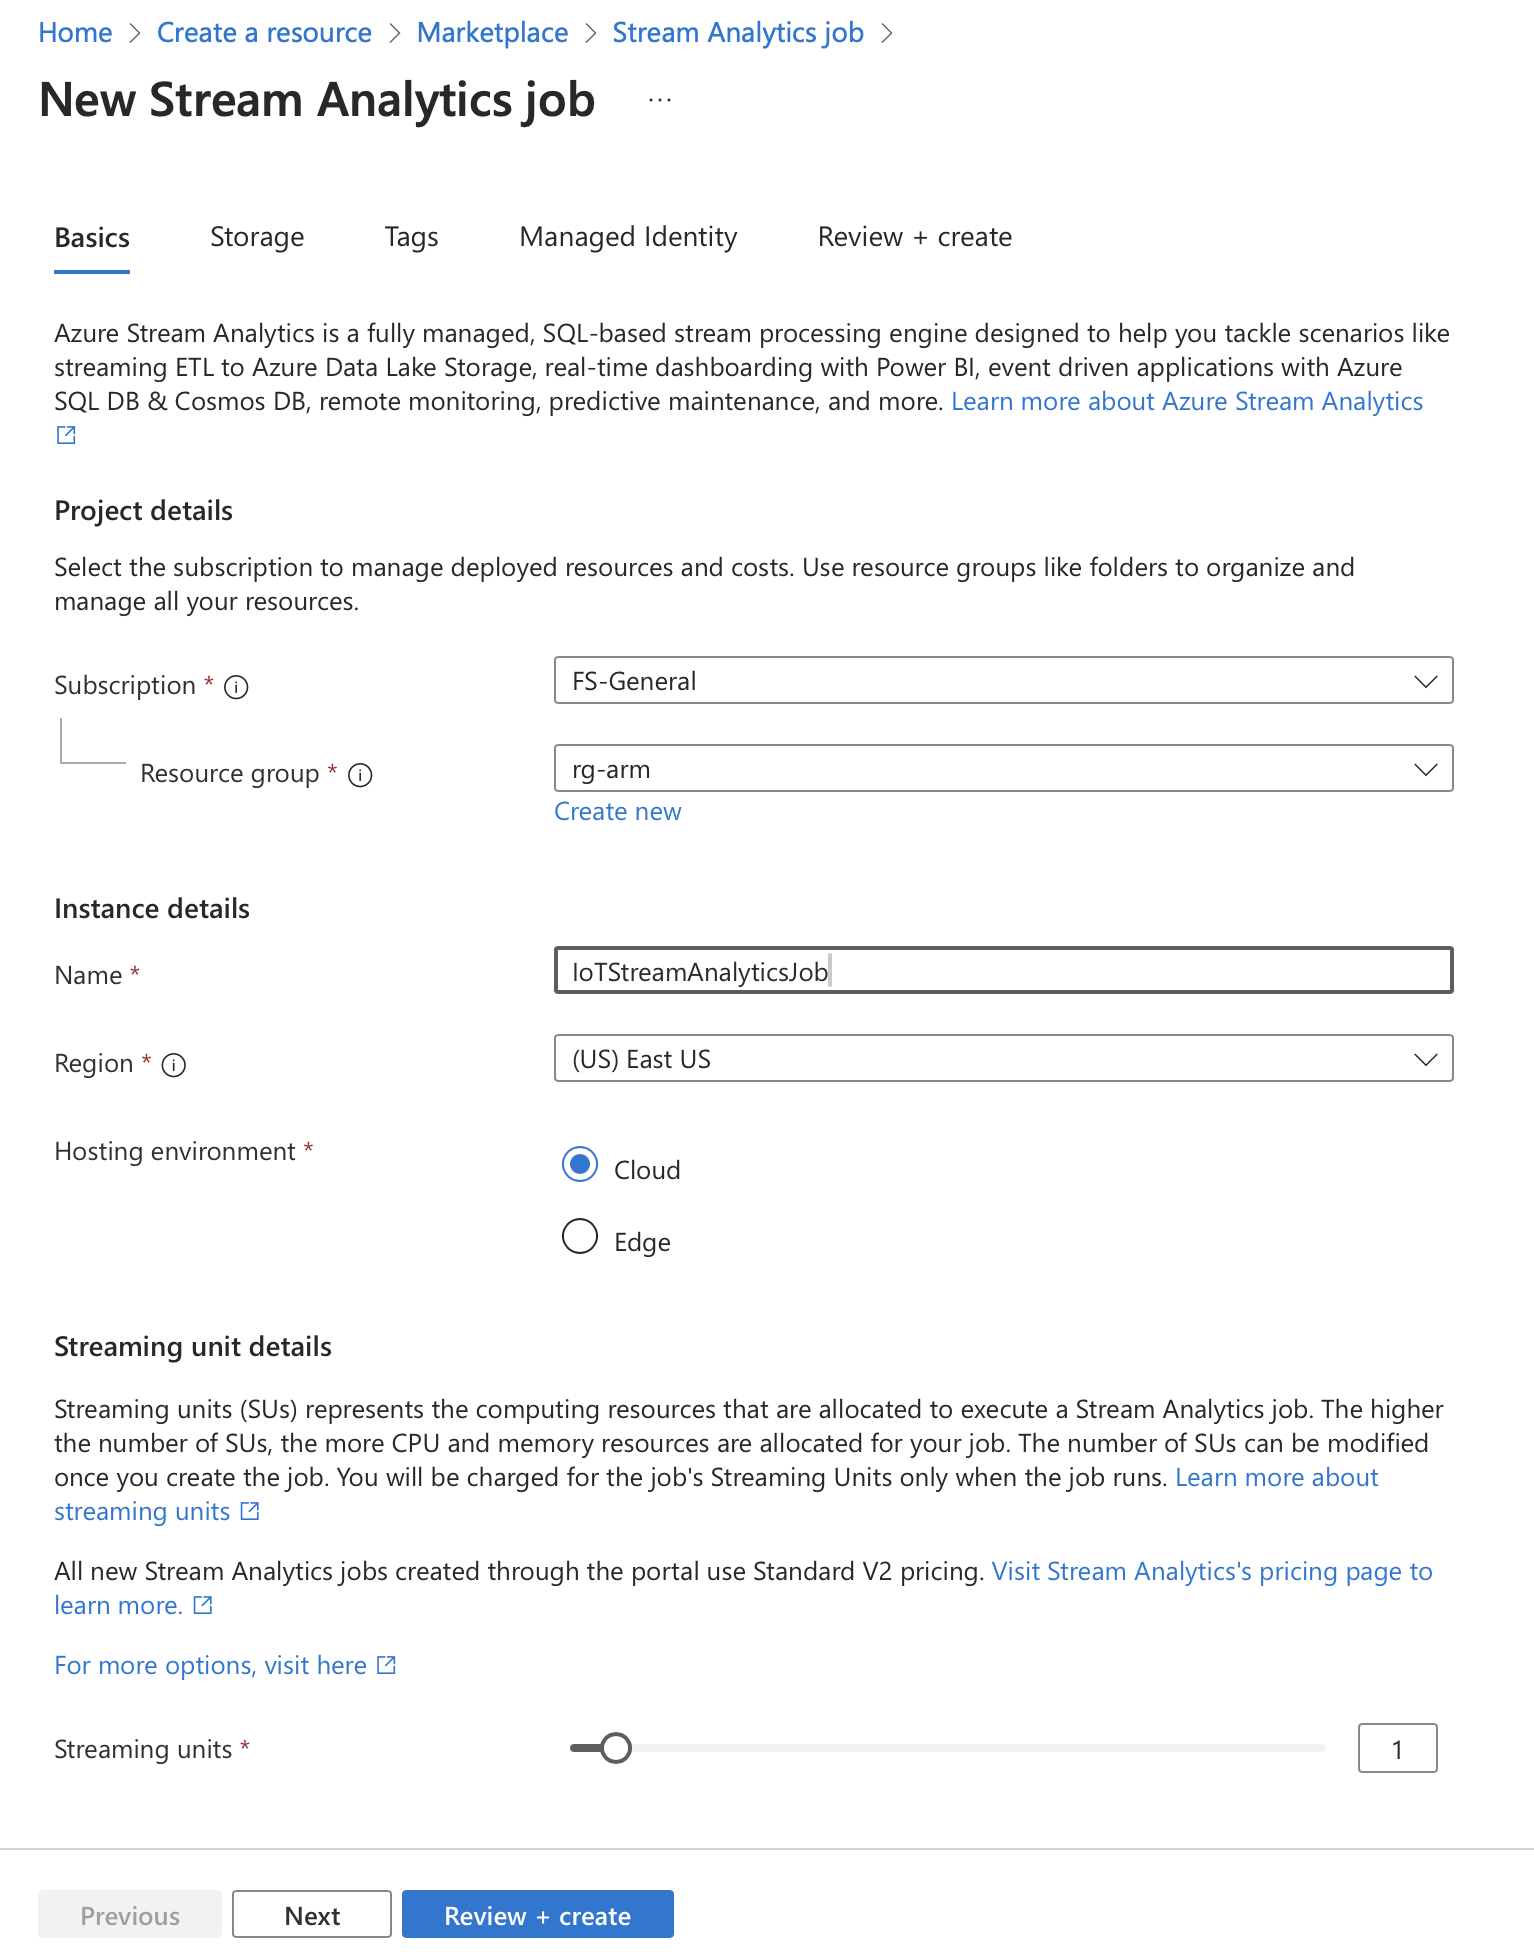 Home > Create a resource > Marketplace > Stream Analytics job >
New Stream Analytics job ...
Basics Storage Tags Managed Identity Review + create
Azure Stream Analytics is a fully managed, SQL-based stream processing engine designed to help you tackle scenarios like
streaming ETL to Azure Data Lake Storage, real-time dashboarding with Power BI, event driven applications with Azure
SQL DB & Cosmos DB, remote monitoring, predictive maintenance, and more. Learn more about Azure Stream Analytics
Project details
Select the subscription to manage deployed resources and costs. Use resource groups like folders to organize and
manage all your resources.
Subscription * FS-General
Resource group * rg-arm
Create new
Instance details
Name * IoTStreamAnalyticsJob
Region * (US) East US
Hosting environment *
Cloud
Edge
Streaming unit details
Streaming units (SUs) represents the computing resources that are allocated to execute a Stream Analytics job. The higher
the number of SUs, the more CPU and memory resources are allocated for your job. The number of SUs can be modified
once you create the job. You will be charged for the job's Streaming Units only when the job runs. Learn more about
streaming units
All new Stream Analytics jobs created through the portal use Standard V2 pricing. Visit Stream Analytics's pricing page to
learn more.
For more options, visit here
Streaming units * 1
Previous Next Review + create